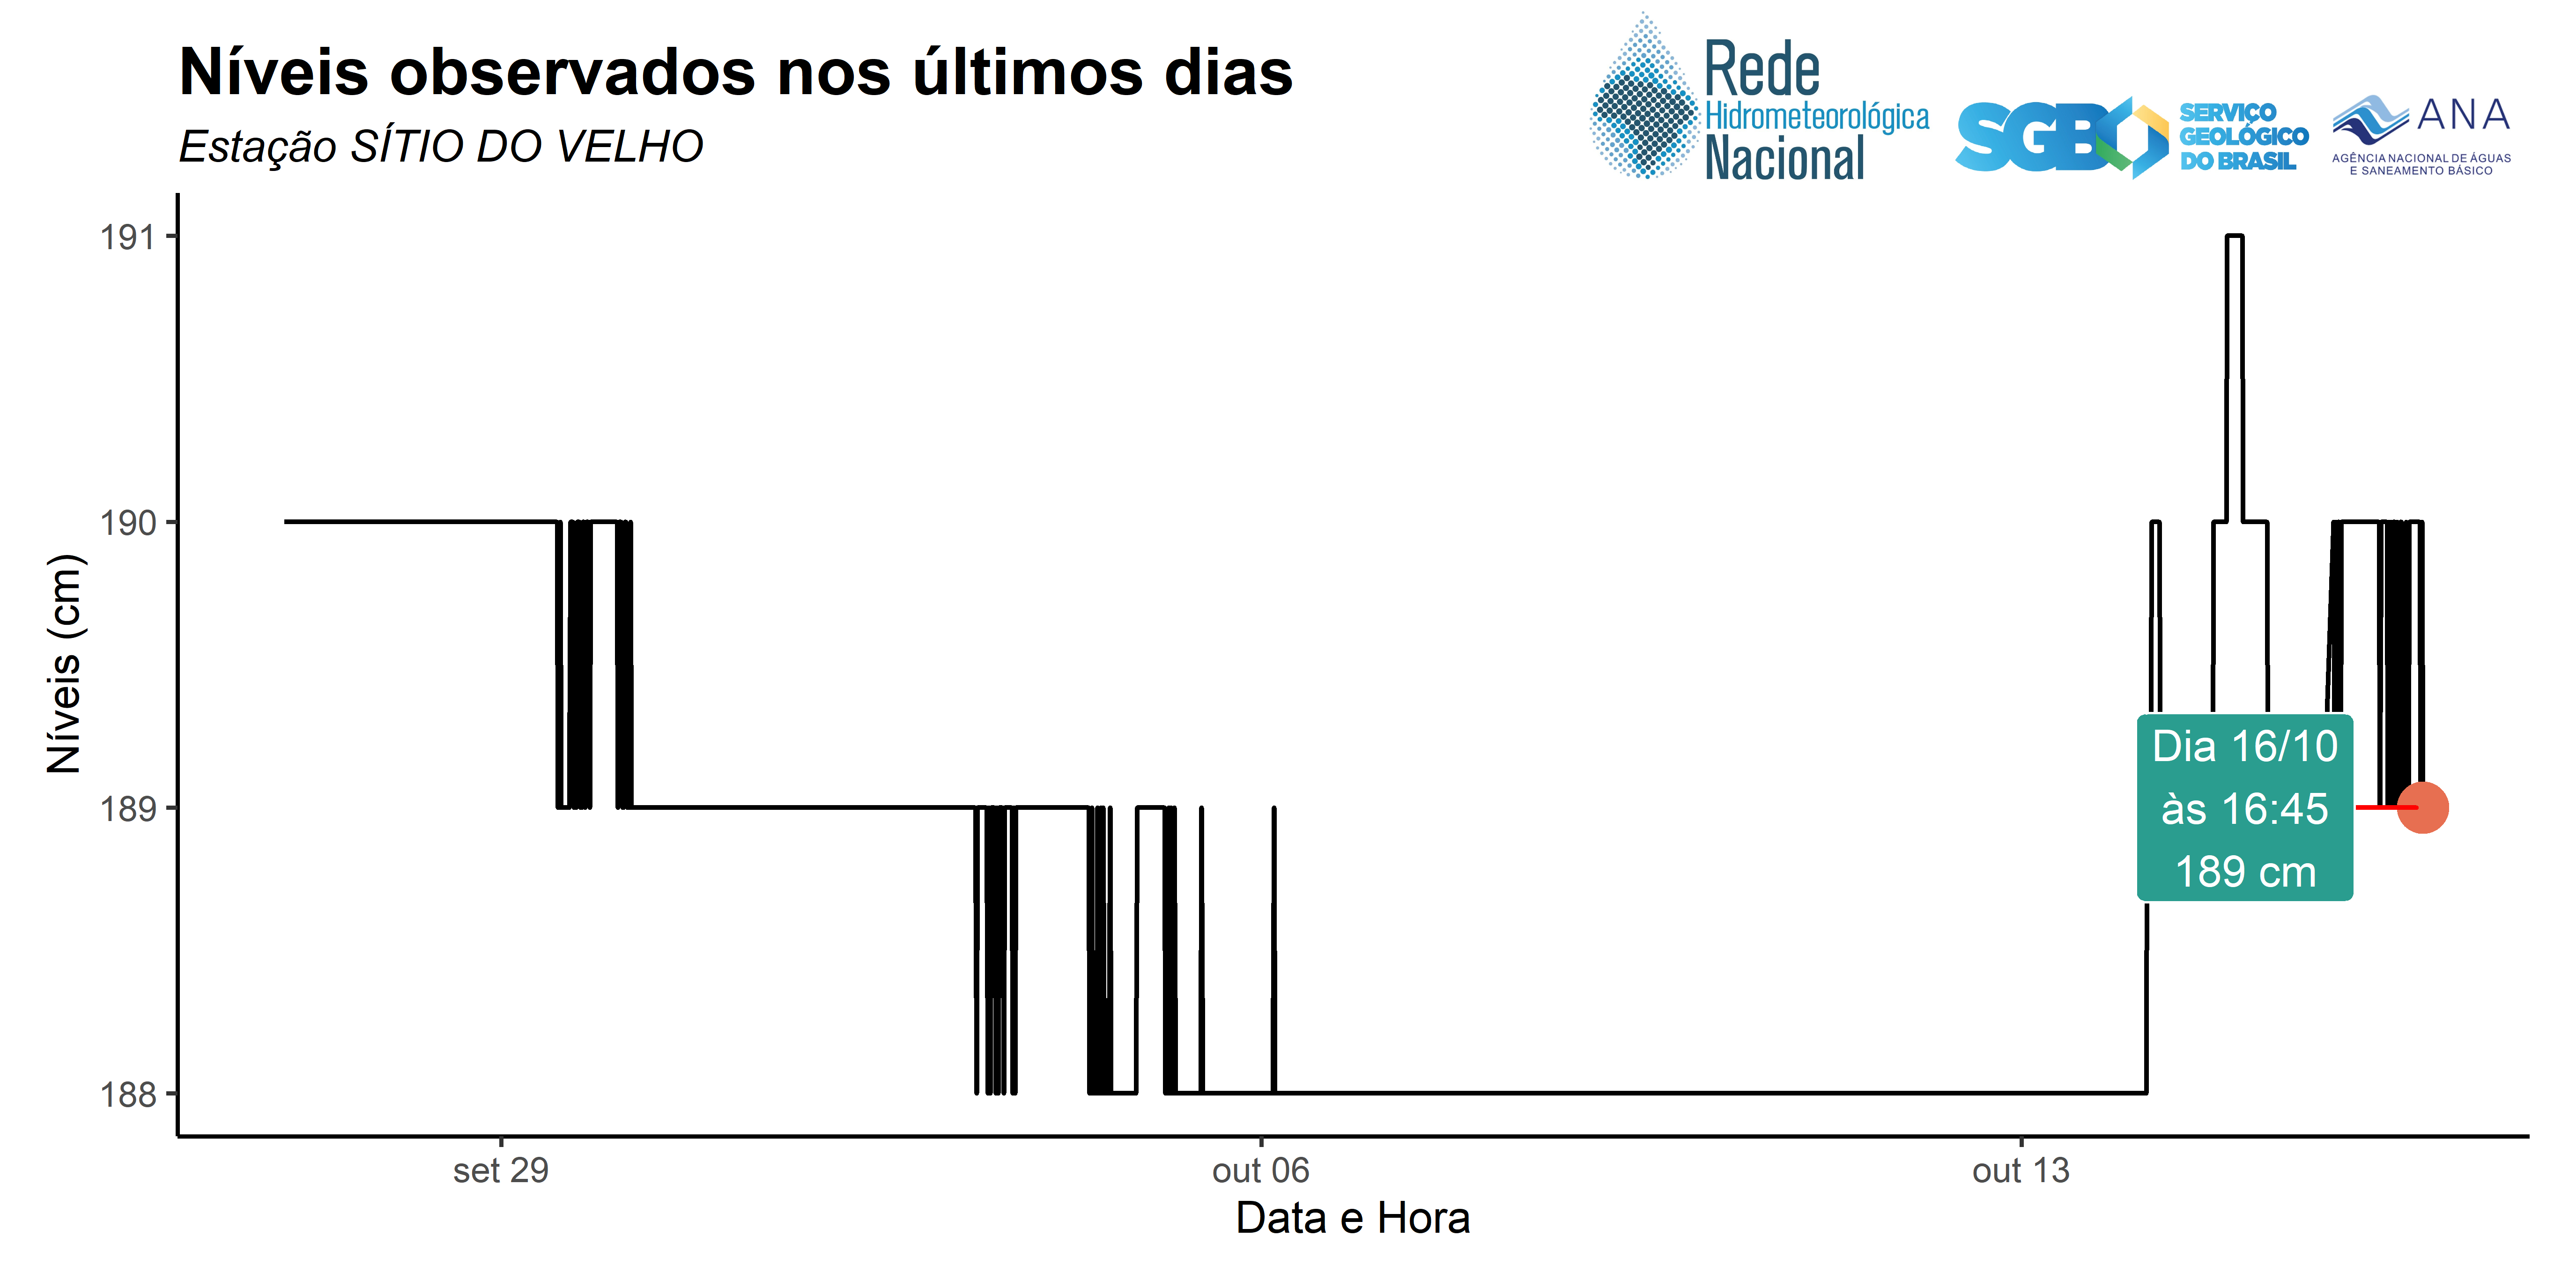 Níveis observados nos últimos dias
Estação SÍTIO DO VELHO
Rede
Hidrometeorológica
Nacional
SGB
SERVIÇO
GEOLÓGICO
DO BRASIL
ANA
AGÊNCIA NACIONAL DE ÁGUAS
E SANEAMENTO BÁSICO
Níveis (cm)
191
190
189
188
Dia 16/10
às 16:45
189 cm
set 29
out 06
out 13
Data e Hora